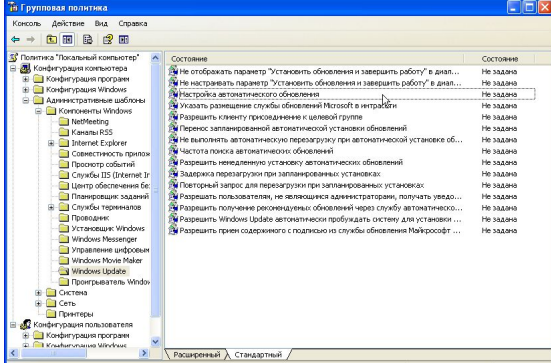 Групповая политика
Консоль Действие Вид Справка
Политика "Локальный компьютер"
Конфигурация компьютера
Конфигурация программ
Конфигурация Windows
Административные шаблоны
Компоненты Windows
NetMeeting
Каналы RSS
Internet Explorer
Совместимость прилож
Просмотр событий
Службы IIS (Internet Ir
Центр обеспечения без
Планировщик заданий
Службы терминалов
Проводник
Установщик Windows
Windows Messenger
Управление цифровым
Windows Movie Maker
Windows Update
Проигрыватель Window
Система
Сеть
Принтеры
Конфигурация пользователя
Конфигурация программ
Конфигурация Windows
Состояние Состояние
Не отображать параметр "Установить обновления и завершить работу" в диал... Не задана
Не настраивать параметр "Установить обновления и завершить работу" в диал... Не задана
Настройка автоматического обновления Не задана
Указать размещение службы обновлений Microsoft в интрасети Не задана
Разрешить клиенту присоединение к целевой группе Не задана
Перенос запланированной автоматической установки обновлений Не задана
Не выполнять автоматическую перезагрузку при автоматической установке об... Не задана
Частота поиска автоматических обновлений Не задана
Разрешить немедленную установку автоматических обновлений Не задана
Задержка перезагрузки при запланированных установках Не задана
Повторный запрос для перезагрузки при запланированных установках Не задана
Разрешать пользователям, не являющимся администраторами, получать уведо... Не задана
Разрешить получение рекомендуемых обновлений через службу автоматическо... Не задана
Разрешить Windows Update автоматически пробуждать систему для установки ... Не задана
Разрешить прием содержимого с подписью из службы обновления Майкрософт ... Не задана
Расширенный Стандартный